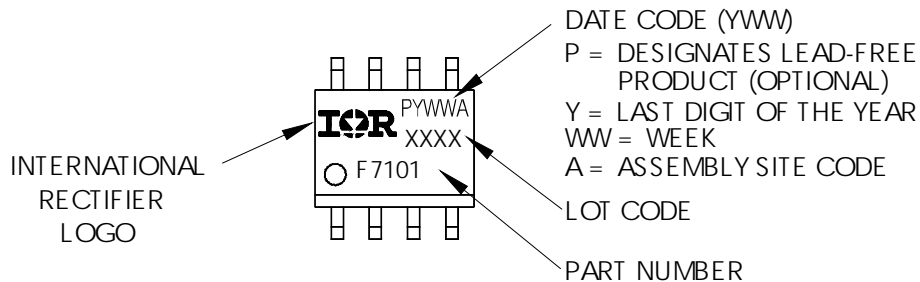 DATE CODE (YWW)
P = DESIGNATES LEAD-FREE
PRODUCT (OPTIONAL)
Y = LAST DIGIT OF THE YEAR
WW = WEEK
A = ASSEMBLY SITE CODE
LOT CODE
PART NUMBER
INTERNATIONAL
RECTIFIER
LOGO
IOR
PYWWA
XXXX
F7101